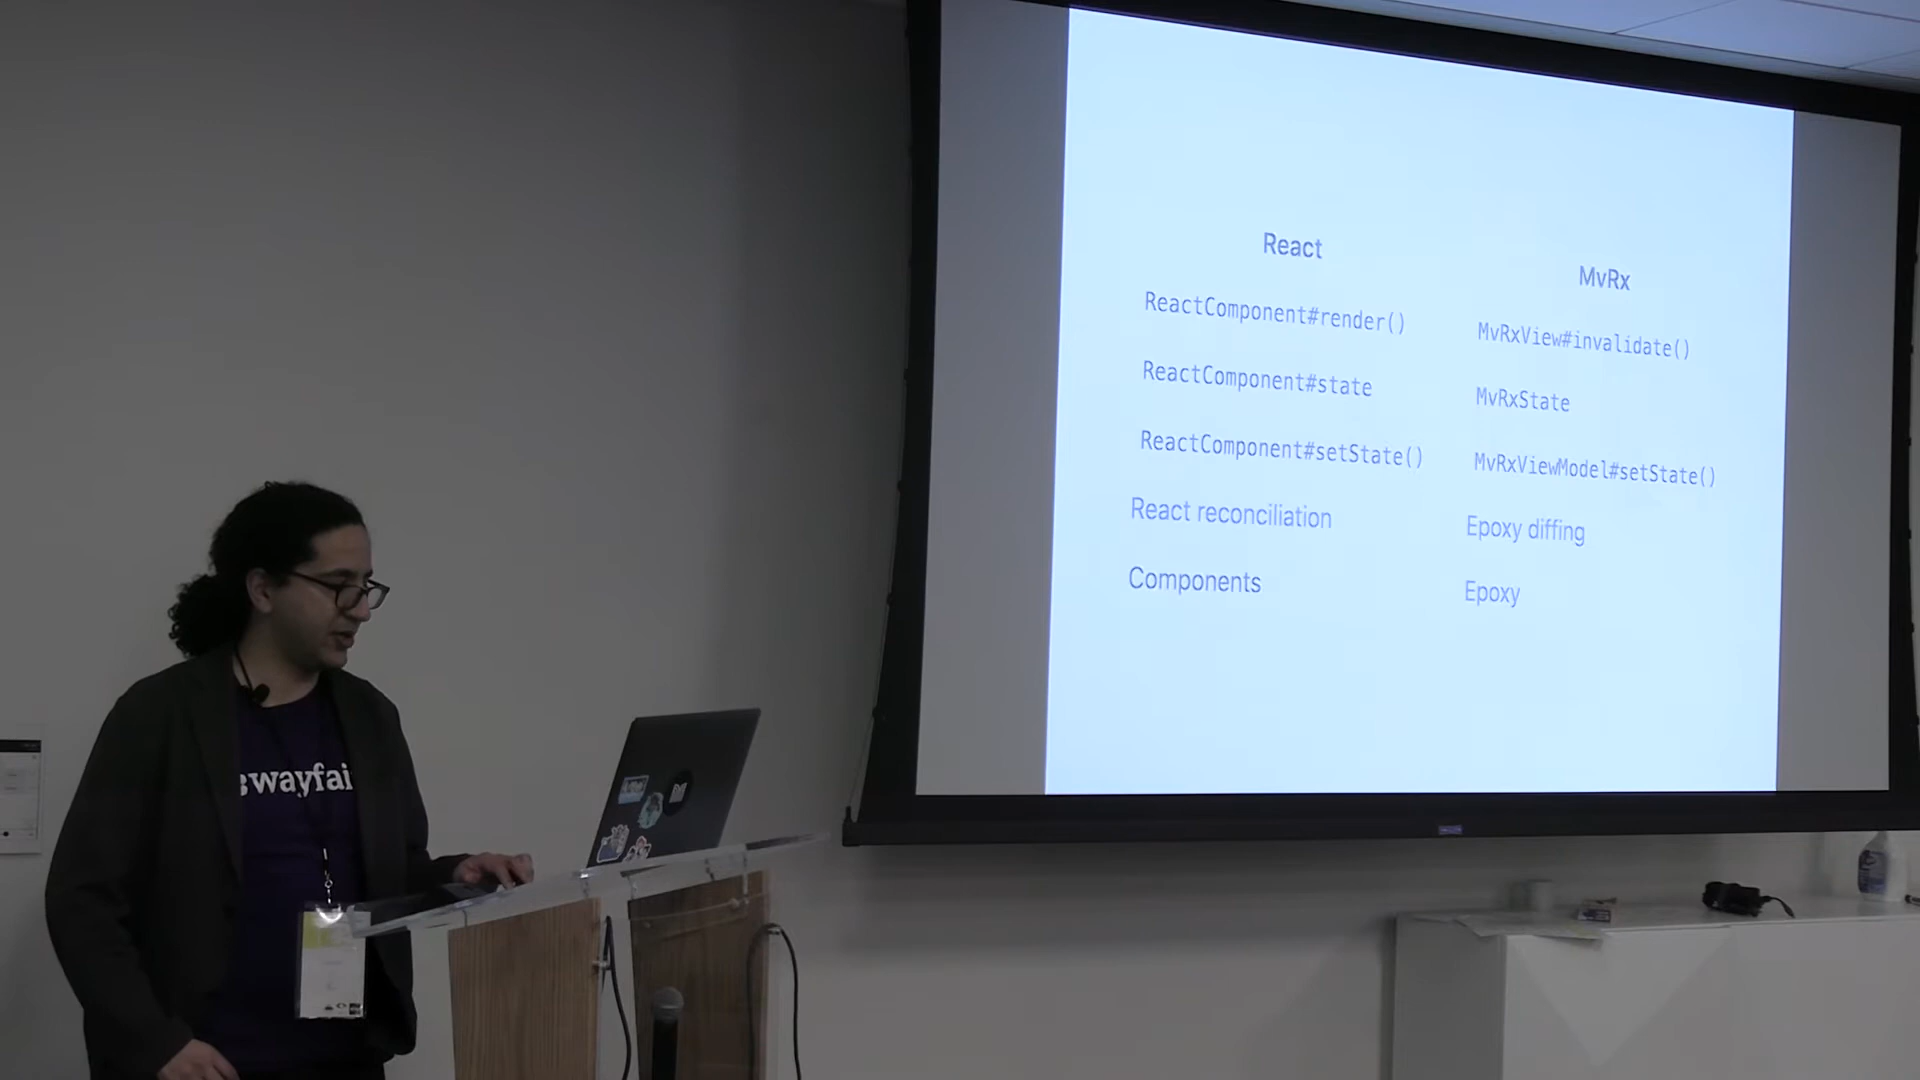 React
MvRx
ReactComponent#render()
MvRxView#invalidate()
ReactComponent#state
MvRxState
ReactComponent#setState()
MvRxViewModel#setState()
React reconciliation
Epoxy diffing
Components
Epoxy
wayfai